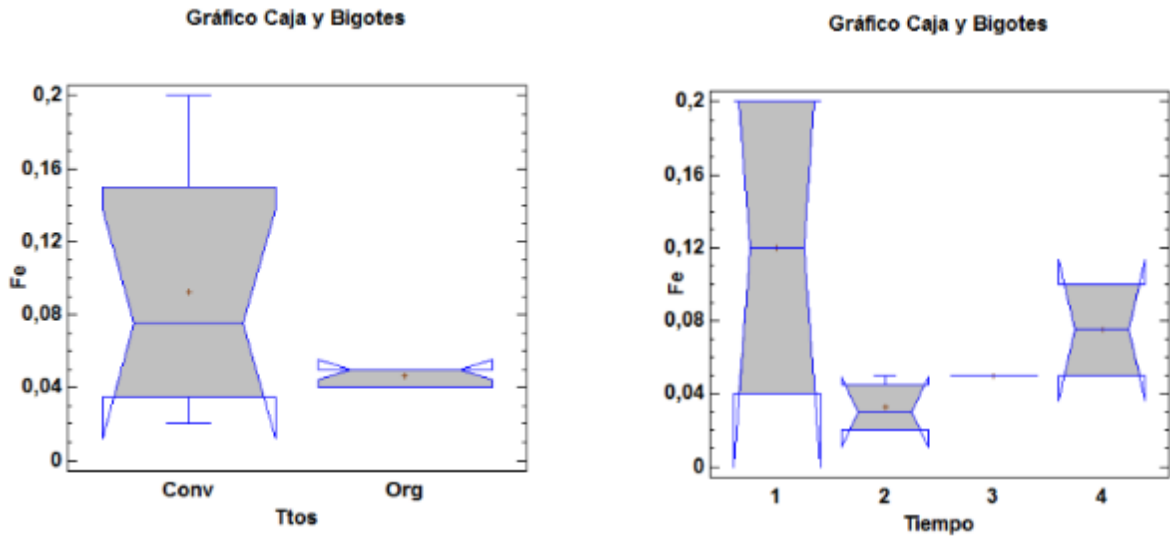 Gráfico Caja y Bigotes
0,2
0,16
0,12
0,08
0,04
0
Fe
Conv Org
Ttos
Gráfico Caja y Bigotes
0,2
0,16
0,12
0,08
0,04
0
Fe
1 2 3 4
Tiempo